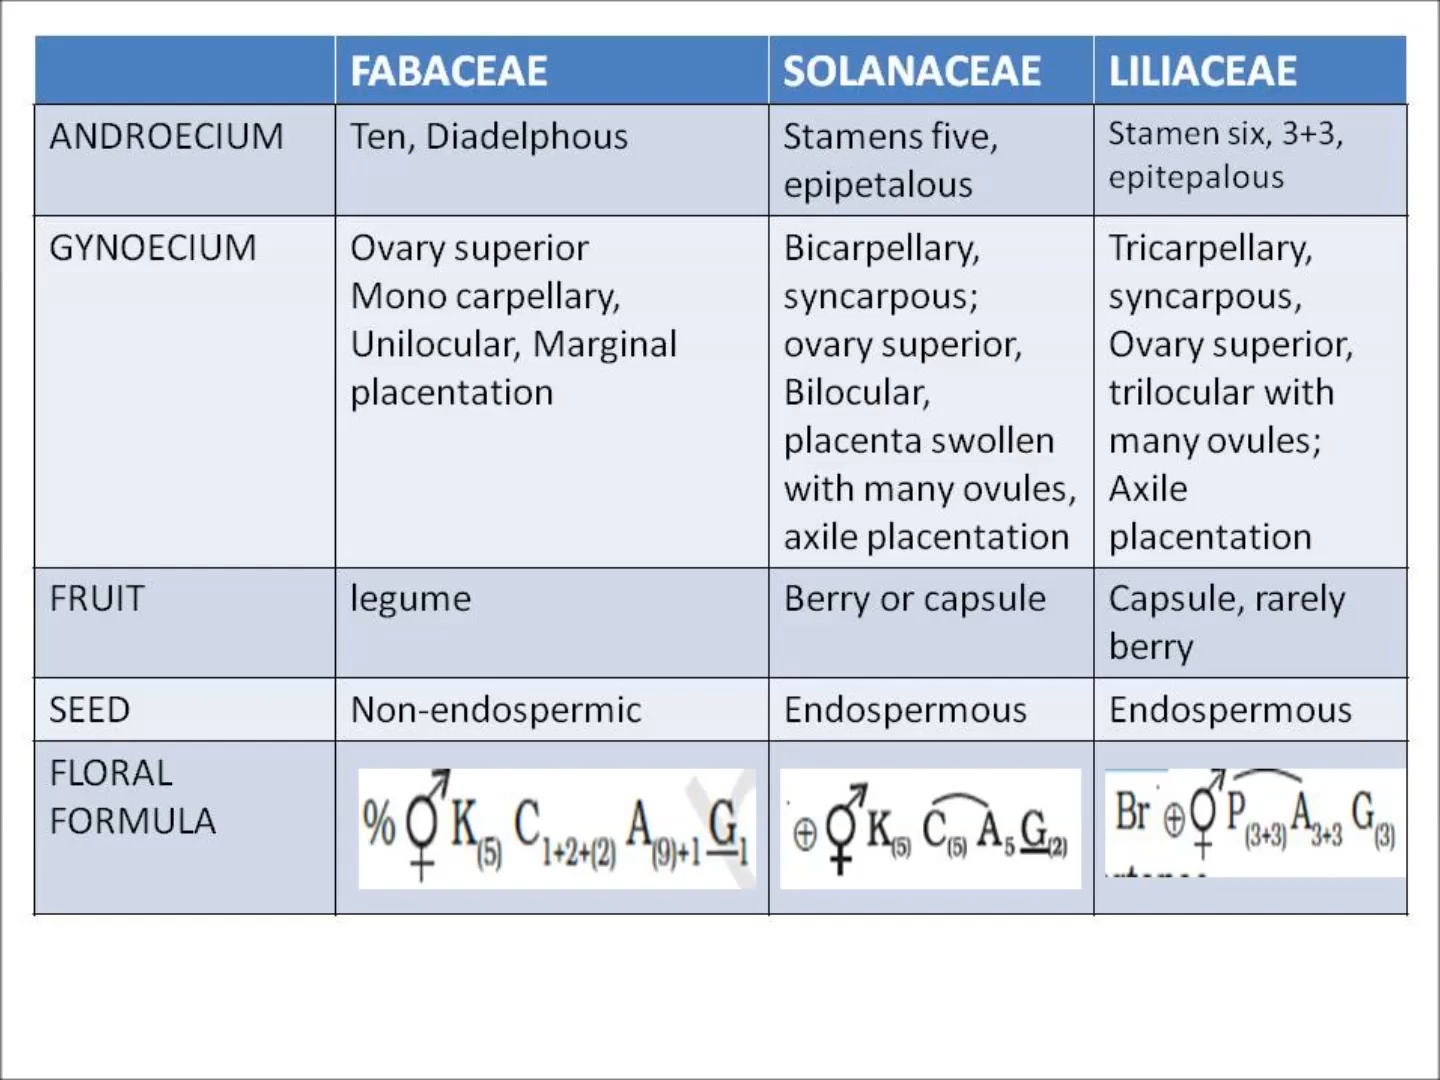 FABACEAE SOLANACEAE LILIACEAE
ANDROECIUM Ten, Diadelphous Stamens five, Stamen six, 3+3,
epipetalous epitepalous
GYNOECIUM Ovary superior Bicarpellary, Tricarpellary,
Mono carpellary, syncarpous; syncarpous,
Unilocular, Marginal ovary superior, Ovary superior,
placentation Bilocular, trilocular with
placenta swollen many ovules;
with many ovules, Axile
axile placentation placentation
FRUIT legume Berry or capsule Capsule, rarely
berry
SEED Non-endospermic Endospermous Endospermous
FLORAL
FORMULA
% ⚥ K(5) C1+2+(2) A(9)+1 G1
⊕ ⚥ K(5) C(5) A5 G(2)
Br ⊕ ⚥ P(3+3) A3+3 G(3)